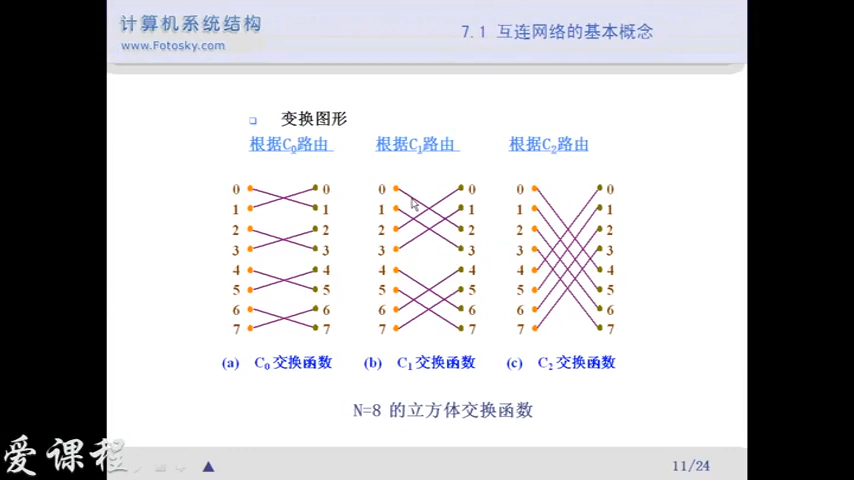 计算机系统结构
www.Fotosky.com
7.1 互连网络的基本概念
变换图形
根据C0路由 根据C1路由 根据C2路由
0 0 0 0 0 0
1 1 1 1 1 1
2 2 2 2 2 2
3 3 3 3 3 3
4 4 4 4 4 4
5 5 5 5 5 5
6 6 6 6 6 6
7 7 7 7 7 7
(a) C0 交换函数 (b) C1 交换函数 (c) C2 交换函数
N=8 的立方体交换函数
爱课程
11/24